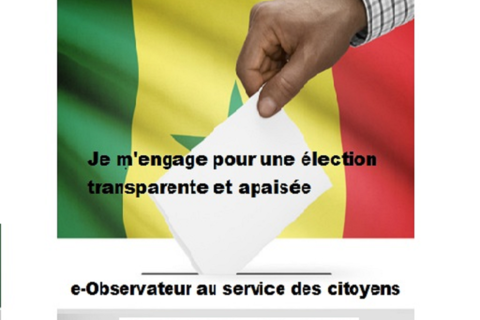 Je m'engage pour une élection
transparente et apaisée
e-Observateur au service des citoyens